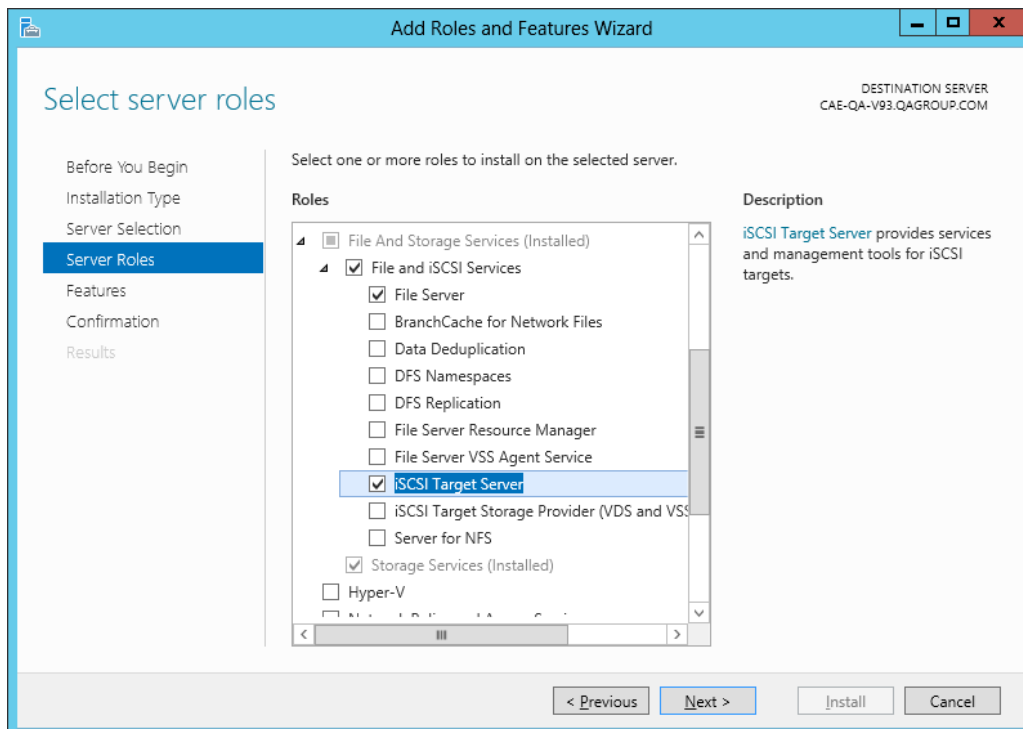 Add Roles and Features Wizard
Select server roles
DESTINATION SERVER
CAE-QA-V93.QAGROUP.COM
Before You Begin
Installation Type
Server Selection
Server Roles
Features
Confirmation
Results
Select one or more roles to install on the selected server.
Roles
File And Storage Services (Installed)
File and iSCSI Services
File Server
BranchCache for Network Files
Data Deduplication
DFS Namespaces
DFS Replication
File Server Resource Manager
File Server VSS Agent Service
iSCSI Target Server
iSCSI Target Storage Provider (VDS and VSS
Server for NFS
Storage Services (Installed)
Hyper-V
Description
iSCSI Target Server provides services
and management tools for iSCSI
targets.
< Previous
Next >
Install
Cancel